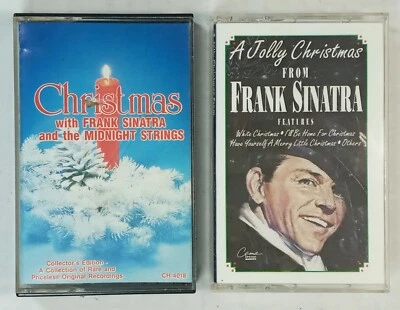 Christmas
with FRANK SINATRA
and the MIDNIGHT STRINGS
Collector's Edition -
A Collection of Rare and
Priceless Original Recordings
CH-4018
A Jolly Christmas
FROM
FRANK SINATRA
FEATURES
White Christmas • I'll Be Home For Christmas
Have Yourself A Merry Little Christmas • Others